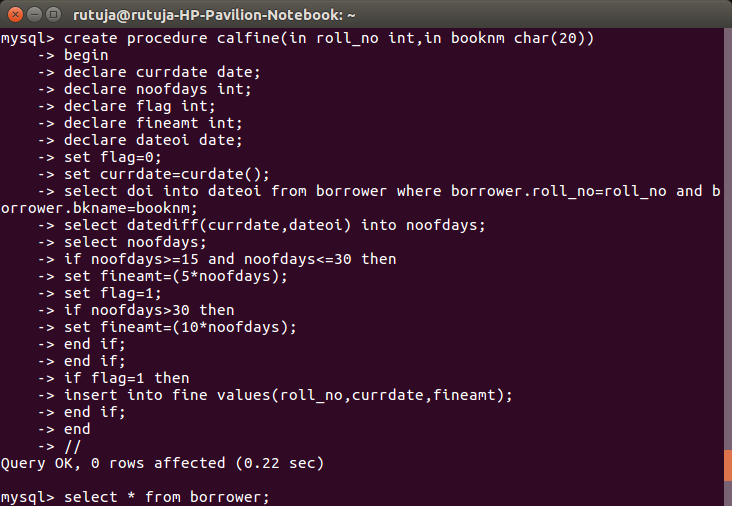 rutuja@rutuja-HP-Pavilion-Notebook: ~
mysql> create procedure calfine(in roll_no int,in booknm char(20))
    -> begin
    -> declare currdate date;
    -> declare noofdays int;
    -> declare flag int;
    -> declare fineamt int;
    -> declare dateoi date;
    -> set flag=0;
    -> set currdate=curdate();
    -> select doi into dateoi from borrower where borrower.roll_no=roll_no and b
orrower.bkname=booknm;
    -> select datediff(currdate,dateoi) into noofdays;
    -> select noofdays;
    -> if noofdays>=15 and noofdays<=30 then
    -> set fineamt=(5*noofdays);
    -> set flag=1;
    -> if noofdays>30 then
    -> set fineamt=(10*noofdays);
    -> end if;
    -> end if;
    -> if flag=1 then
    -> insert into fine values(roll_no,currdate,fineamt);
    -> end if;
    -> end
    -> //
Query OK, 0 rows affected (0.22 sec)
mysql> select * from borrower;